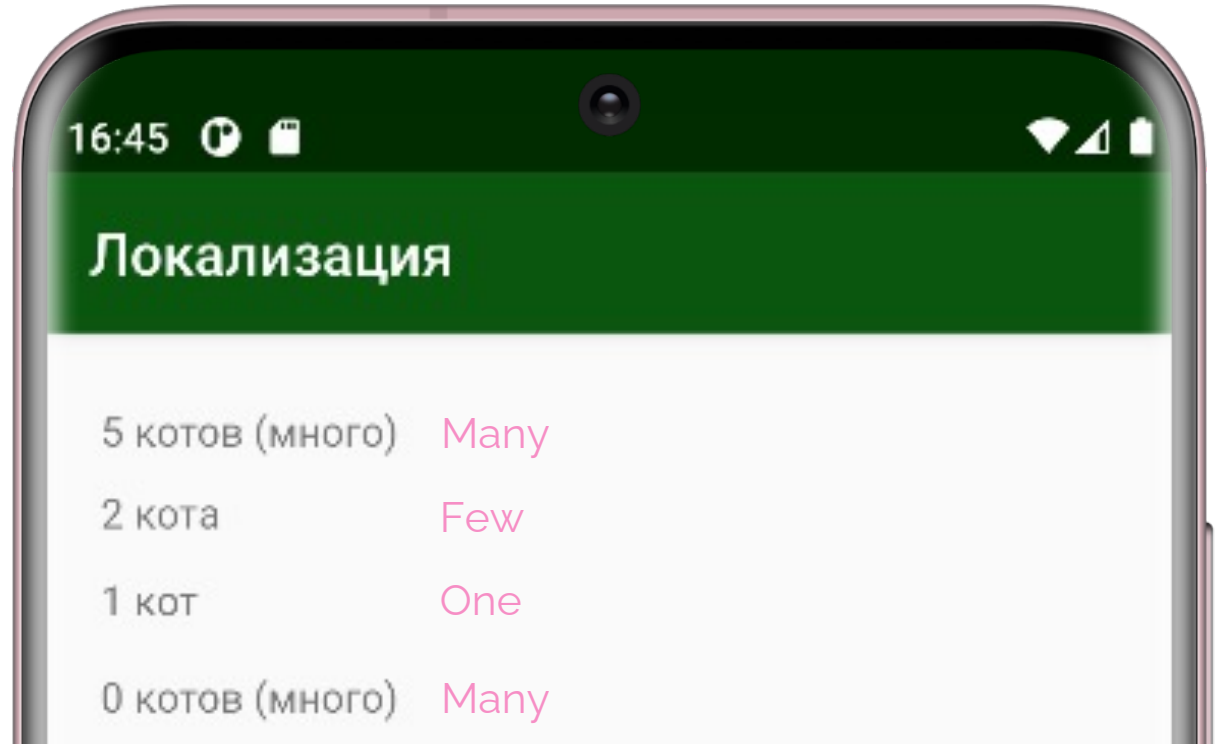 16:45
Локализация
5 котов (много) Many
2 кота Few
1 кот One
0 котов (много) Many